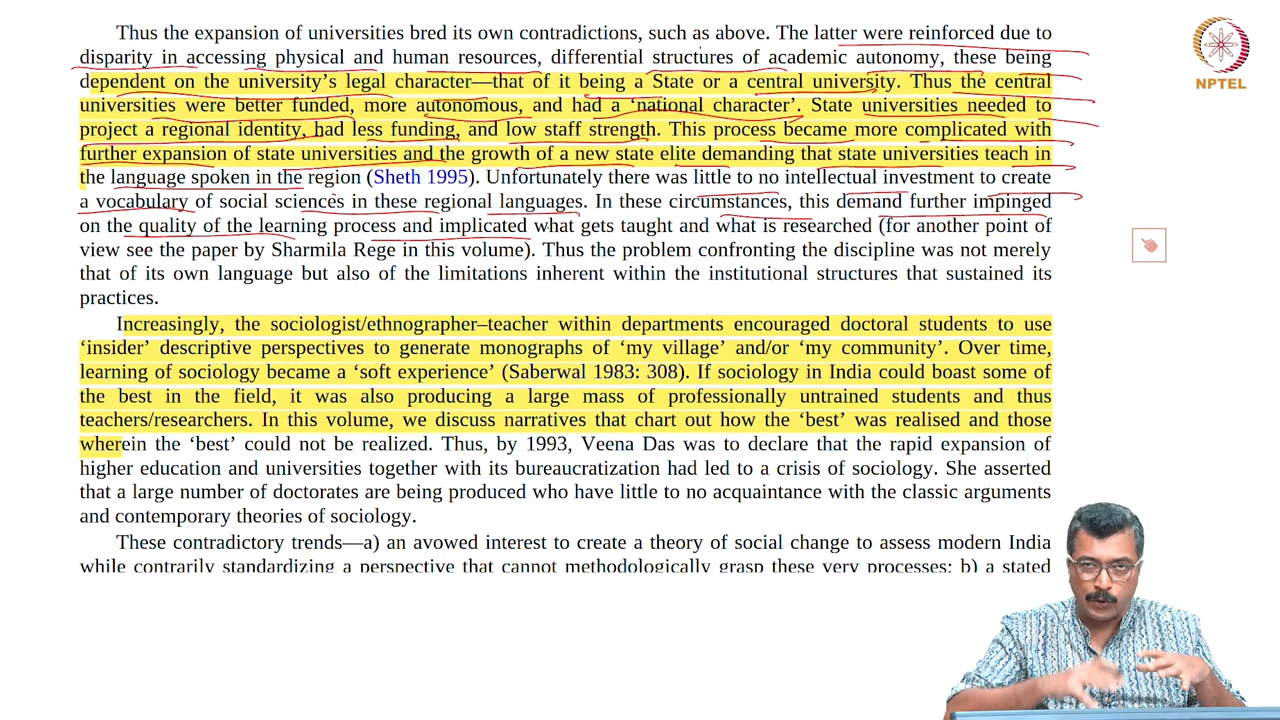 Thus the expansion of universities bred its own contradictions, such as above. The latter were reinforced due to
disparity in accessing physical and human resources, differential structures of academic autonomy, these being
dependent on the university's legal character—that of it being a State or a central university. Thus the central
universities were better funded, more autonomous, and had a 'national character'. State universities needed to
project a regional identity, had less funding, and low staff strength. This process became more complicated with
further expansion of state universities and the growth of a new state elite demanding that state universities teach in
the language spoken in the region (Sheth 1995). Unfortunately there was little to no intellectual investment to create
a vocabulary of social sciences in these regional languages. In these circumstances, this demand further impinged
on the quality of the learning process and implicated what gets taught and what is researched (for another point of
view see the paper by Sharmila Rege in this volume). Thus the problem confronting the discipline was not merely
that of its own language but also of the limitations inherent within the institutional structures that sustained its
practices.
Increasingly, the sociologist/ethnographer–teacher within departments encouraged doctoral students to use
'insider' descriptive perspectives to generate monographs of 'my village' and/or 'my community'. Over time,
learning of sociology became a 'soft experience' (Saberwal 1983: 308). If sociology in India could boast some of
the best in the field, it was also producing a large mass of professionally untrained students and thus
teachers/researchers. In this volume, we discuss narratives that chart out how the 'best' was realised and those
wherein the 'best' could not be realized. Thus, by 1993, Veena Das was to declare that the rapid expansion of
higher education and universities together with its bureaucratization had led to a crisis of sociology. She asserted
that a large number of doctorates are being produced who have little to no acquaintance with the classic arguments
and contemporary theories of sociology.
These contradictory trends—a) an avowed interest to create a theory of social change to assess modern India
while contrarily standardizing a perspective that cannot methodologically grasp these very processes; b) a stated
NPTEL